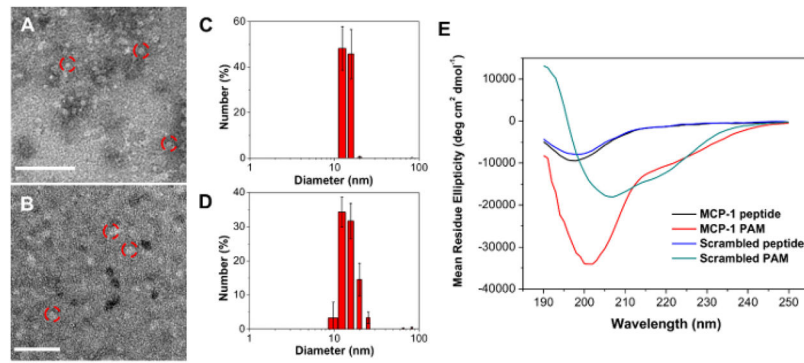 A
B
C
Number (%)
60
40
20
0
1
10
100
Diameter (nm)
D
Number (%)
40
30
20
10
0
1
10
100
Diameter (nm)
E
Mean Residue Ellipticity (deg cm² dmol⁻¹)
10000
0
-10000
-20000
-30000
-40000
190
200
210
220
230
240
250
Wavelength (nm)
MCP-1 peptide
MCP-1 PAM
Scrambled peptide
Scrambled PAM